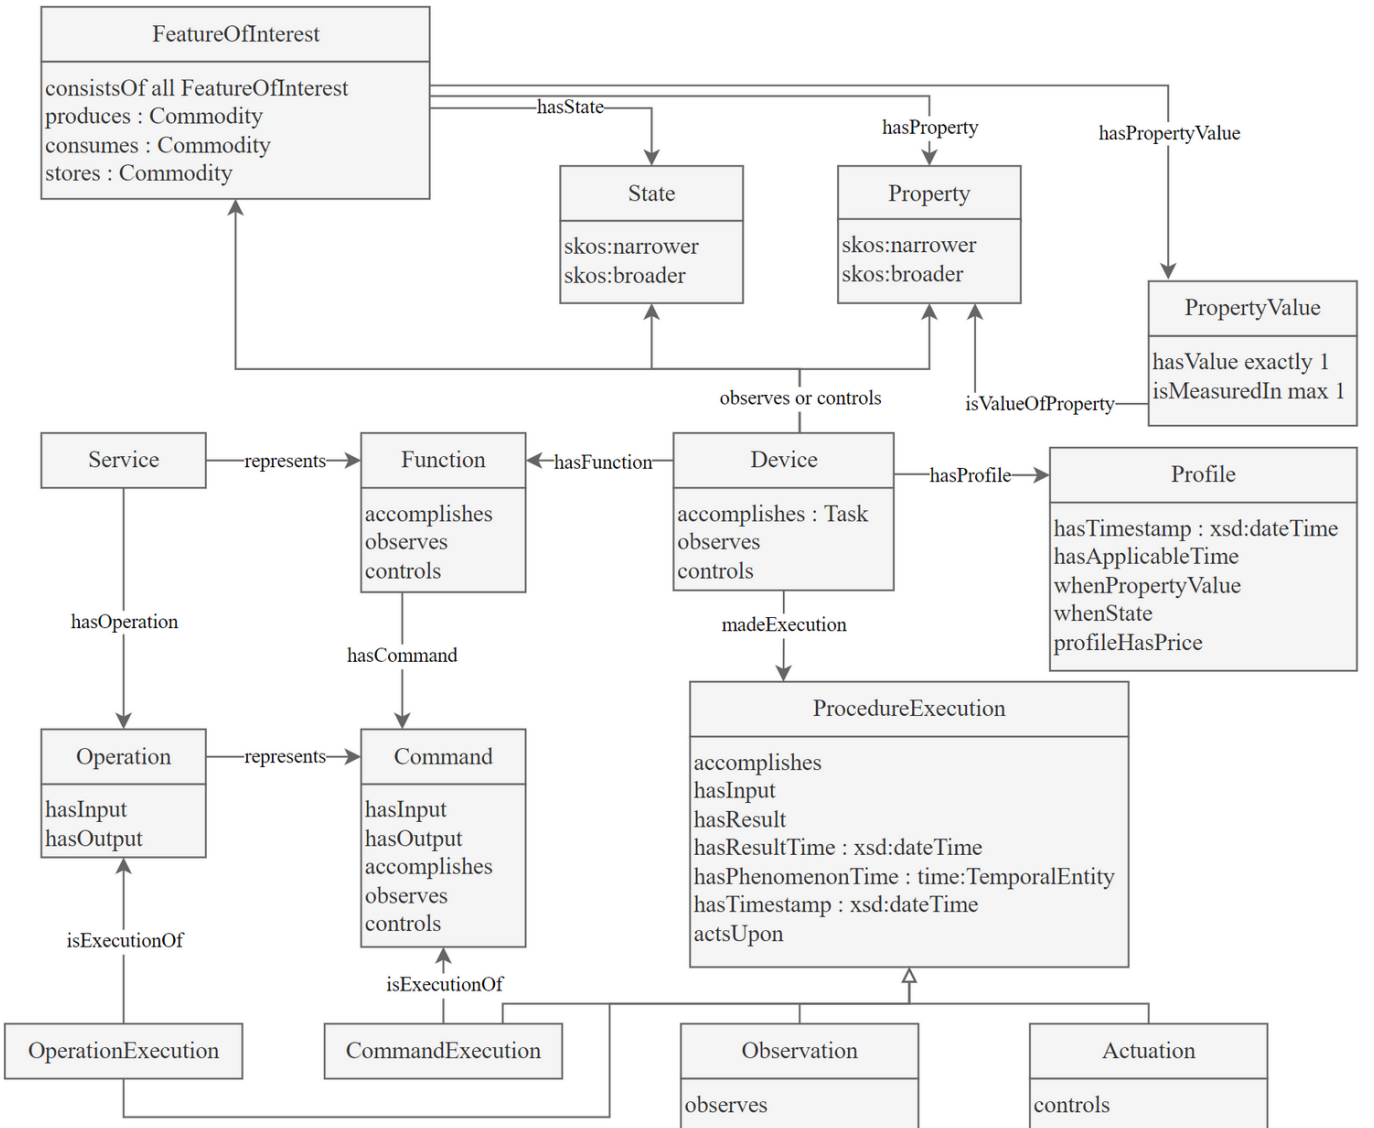 FeatureOfInterest
consistsOf all FeatureOfInterest
produces : Commodity
consumes : Commodity
stores : Commodity
hasState
hasProperty
hasPropertyValue
State
skos:narrower
skos:broader
Property
skos:narrower
skos:broader
PropertyValue
hasValue exactly 1
isMeasuredIn max 1
observes or controls
isValueOfProperty
Service
represents
Function
accomplishes
observes
controls
hasFunction
Device
accomplishes : Task
observes
controls
hasProfile
Profile
hasTimestamp : xsd:dateTime
hasApplicableTime
whenPropertyValue
whenState
profileHasPrice
hasOperation
hasCommand
madeExecution
Operation
hasInput
hasOutput
represents
Command
hasInput
hasOutput
accomplishes
observes
controls
ProcedureExecution
accomplishes
hasInput
hasResult
hasResultTime : xsd:dateTime
hasPhenomenonTime : time:TemporalEntity
hasTimestamp : xsd:dateTime
actsUpon
isExecutionOf
isExecutionOf
OperationExecution
CommandExecution
Observation
observes
Actuation
controls